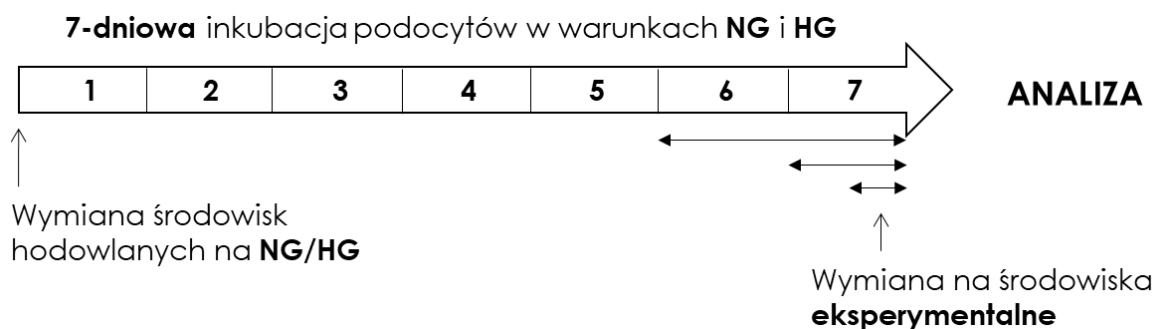 7-dniowa inkubacja podocytów w warunkach NG i HG
1 2 3 4 5 6 7
ANALIZA
Wymiana środowisk
hodowlanych na NG/HG
Wymiana na środowiska
eksperymentalne